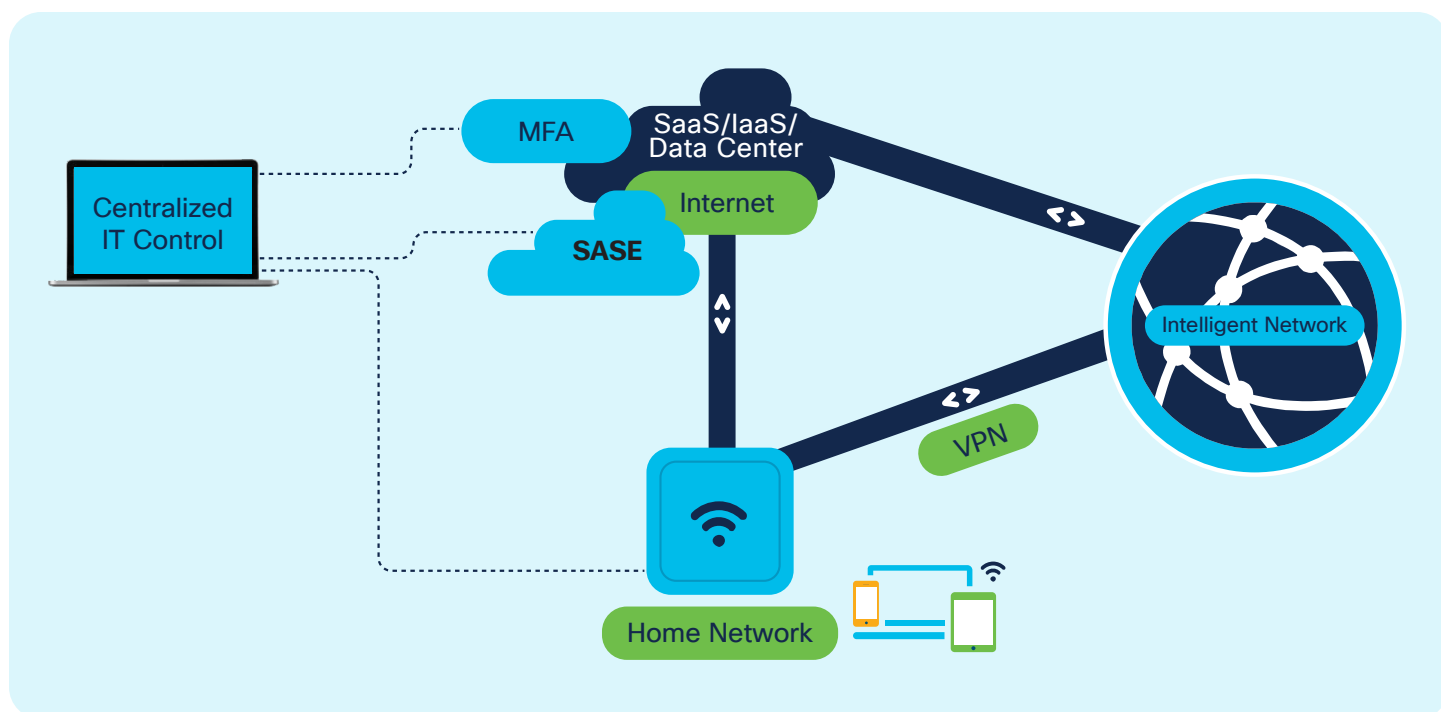 MFA
SaaS/IaaS/
Data Center
Centralized
IT Control
Internet
SASE
Intelligent Network
VPN
Home Network